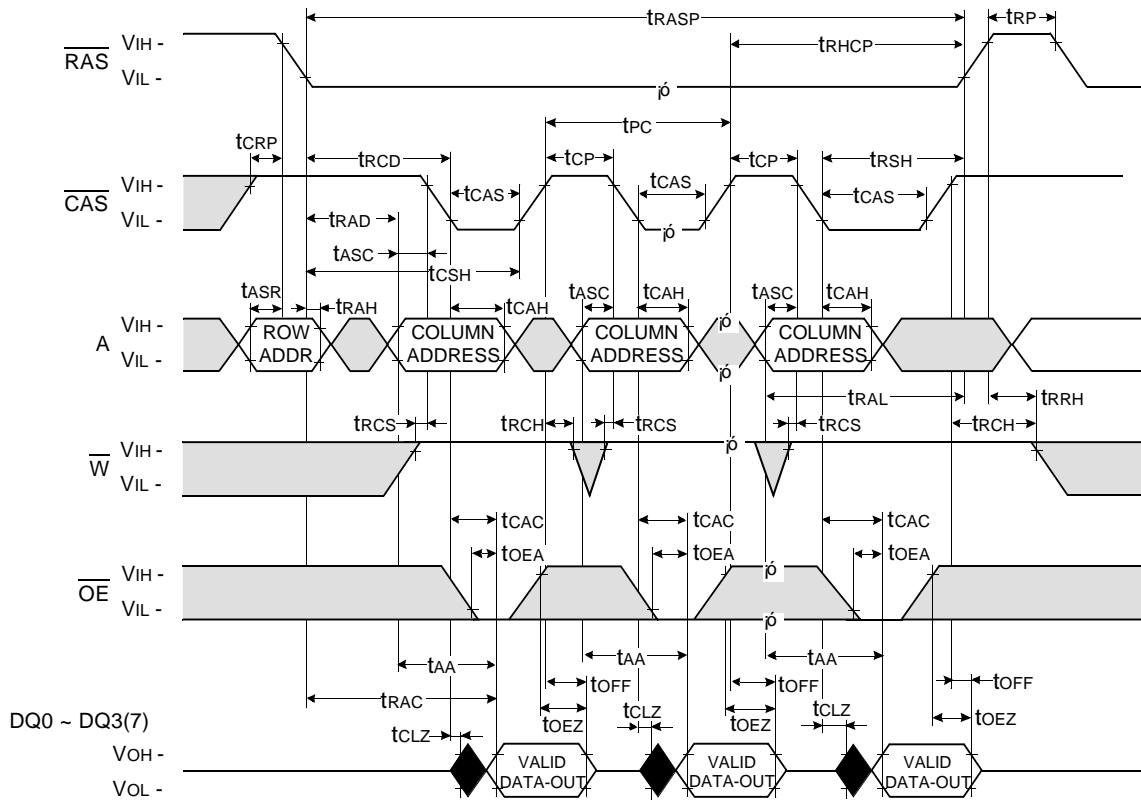 tRASP tRP
VIH -
RAS
tRHCP
VIL -
¡ó
tPC
tCRP
tRCD tCP tCP tRSH
VIH -
CAS
tCAS tCAS tCAS
VIL -
tRAD
¡ó
tASC
tCSH
tASR tRAH tCAH tASC tCAH tASC tCAH
VIH -
A
ROW ADDR
COLUMN ADDRESS
COLUMN ADDRESS
¡ó
COLUMN ADDRESS
VIL -
¡ó
tRAL tRRH
tRCS tRCH tRCS tRCS tRCH
VIH -
W
¡ó
VIL -
tCAC tCAC tCAC
tOEA tOEA tOEA
VIH -
OE
¡ó
VIL -
¡ó
tAA tAA tAA
tOFF tOFF tOFF
tRAC
DQ0 ~ DQ3(7)
tCLZ tOEZ tCLZ tOEZ tCLZ tOEZ
VOH -
VALID DATA-OUT
VALID DATA-OUT
VALID DATA-OUT
VOL -